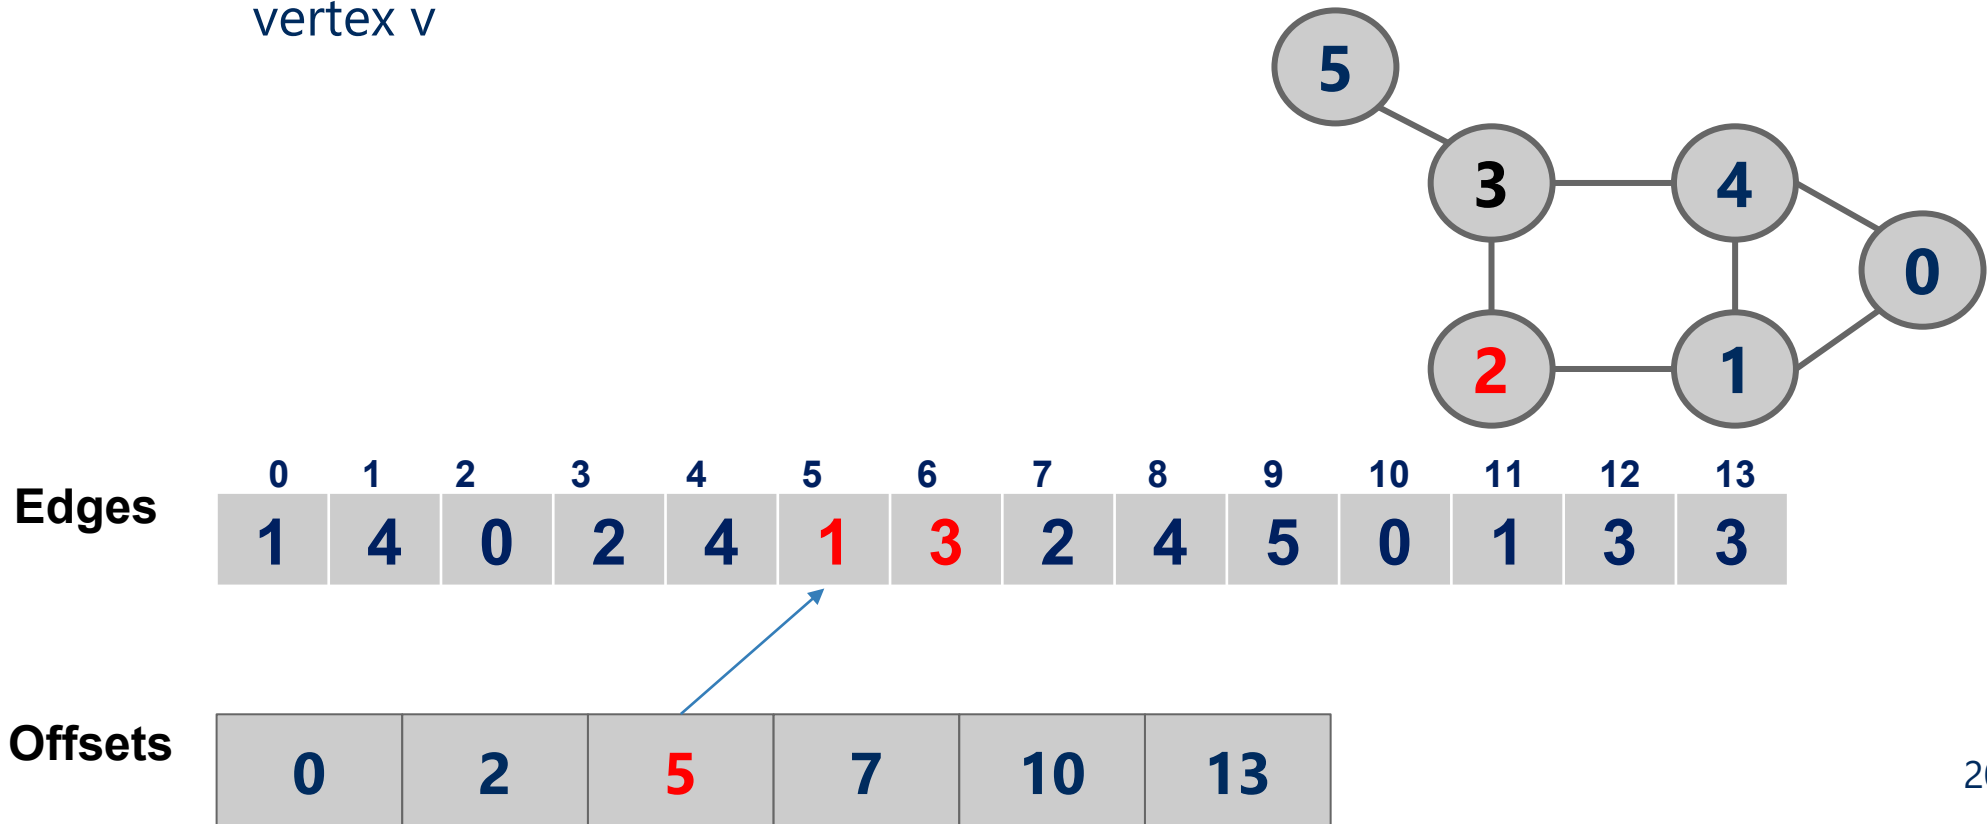 vertex v
5
3 4
0
2 1
0 1 2 3 4 5 6 7 8 9 10 11 12 13
Edges 1 4 0 2 4 1 3 2 4 5 0 1 3 3
Offsets 0 2 5 7 10 13